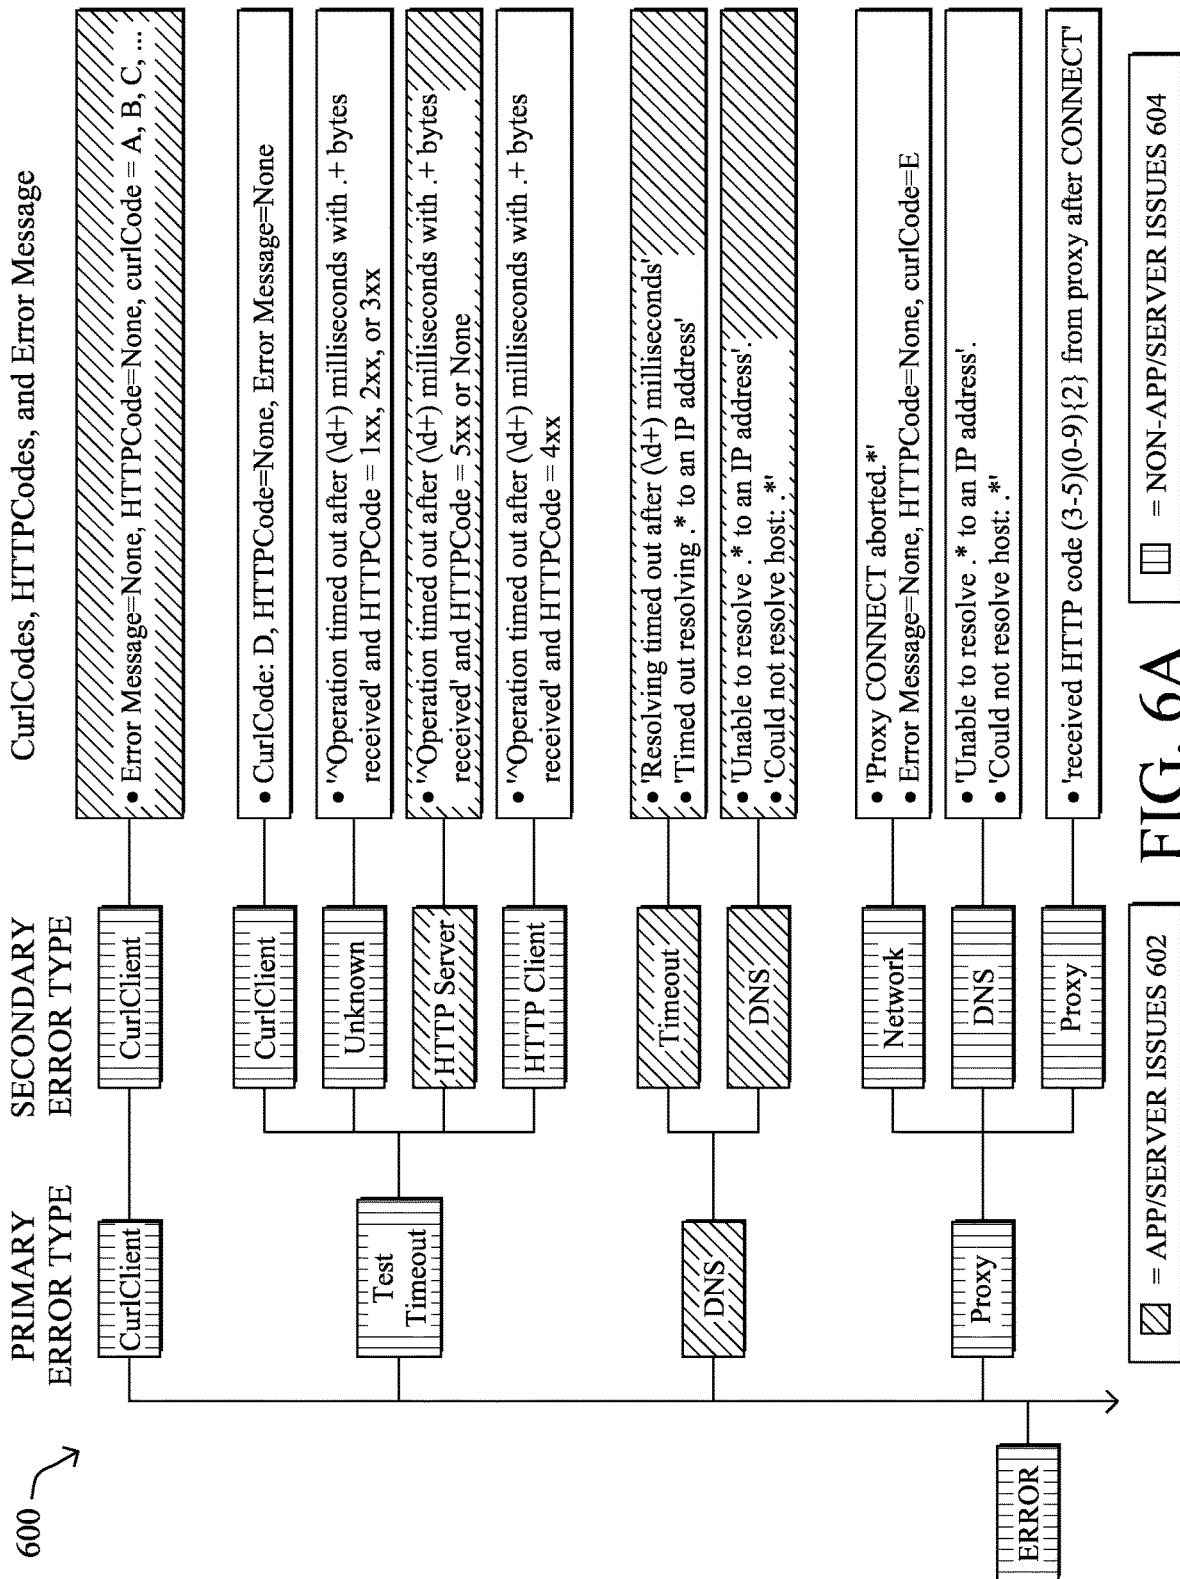 600
PRIMARY
ERROR TYPE
SECONDARY
ERROR TYPE
CurlCodes, HTTPCodes, and Error Message
CurlClient
CurlClient
• Error Message=None, HTTPCode=None, curlCode = A, B, C, ...
Test
Timeout
CurlClient
• CurlCode: D, HTTPCode=None, Error Message=None
Unknown
• '^Operation timed out after (\d+) milliseconds with .+ bytes
received' and HTTPCode = 1xx, 2xx, or 3xx
HTTP Server
• '^Operation timed out after (\d+) milliseconds with .+ bytes
received' and HTTPCode = 5xx or None
HTTP Client
• '^Operation timed out after (\d+) milliseconds with .+ bytes
received' and HTTPCode = 4xx
DNS
Timeout
• 'Resolving timed out after (\d+) milliseconds'
• 'Timed out resolving .* to an IP address'
DNS
• 'Unable to resolve .* to an IP address'.
• 'Could not resolve host: .*'
Proxy
Network
• 'Proxy CONNECT aborted.*'
• Error Message=None, HTTPCode=None, curlCode=E
DNS
• 'Unable to resolve .* to an IP address'.
• 'Could not resolve host: .*'
Proxy
• 'received HTTP code (3-5)(0-9){2} from proxy after CONNECT'
ERROR
= APP/SERVER ISSUES 602
FIG. 6A
= NON-APP/SERVER ISSUES 604